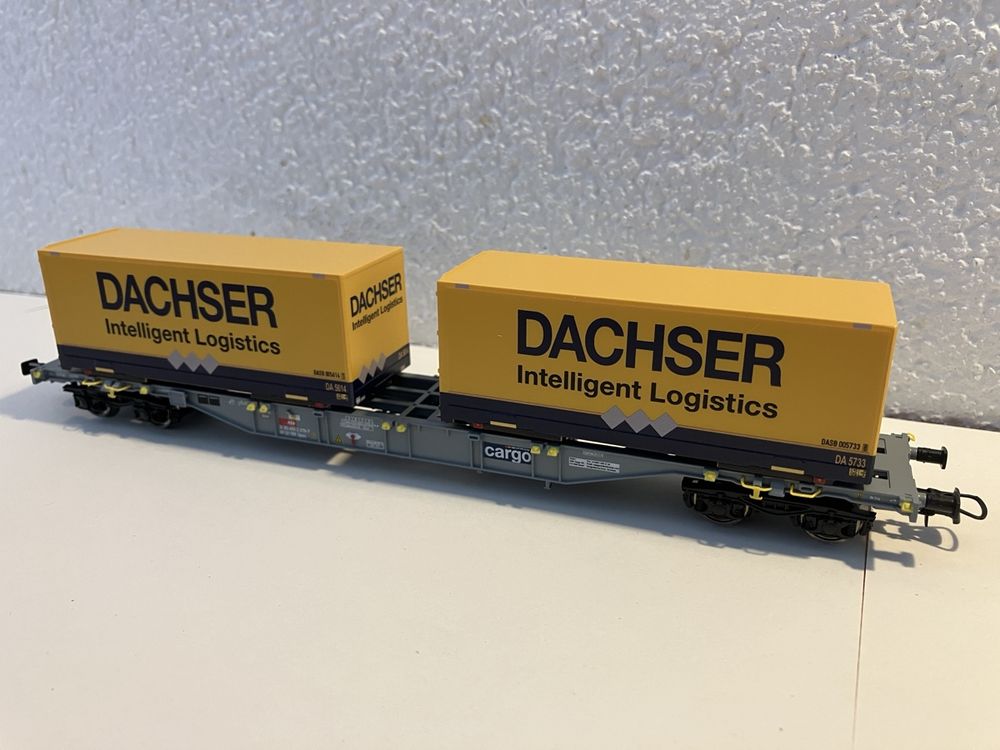 DACHSER
Intelligent Logistics
DA 5614
DACHSER
Intelligent Logistics
DACHSER
Intelligent Logistics
DASB 005733
DA 5733
cargo